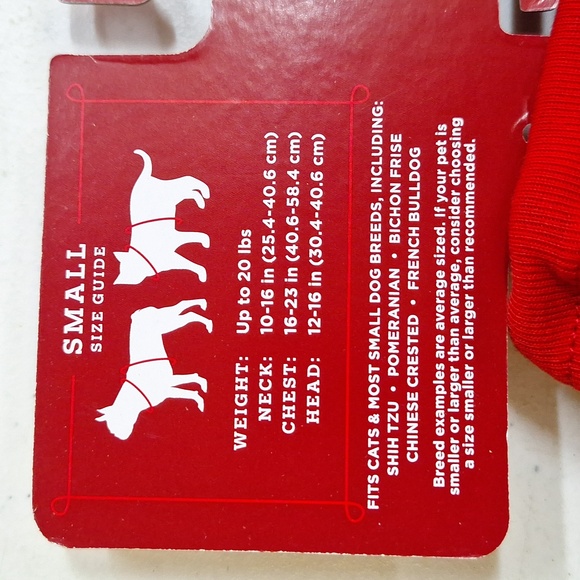 SMALL
SIZE GUIDE
WEIGHT: Up to 20 lbs
NECK: 10-16 in (25.4-40.6 cm)
CHEST: 16-23 in (40.6-58.4 cm)
HEAD: 12-16 in (30.4-40.6 cm)
FITS CATS & MOST SMALL DOG BREEDS, INCLUDING:
SHIH TZU • POMERANIAN • BICHON FRISE
CHINESE CRESTED • FRENCH BULLDOG
Breed examples are average sized. If your pet is
smaller or larger than average, consider choosing
a size smaller or larger than recommended.